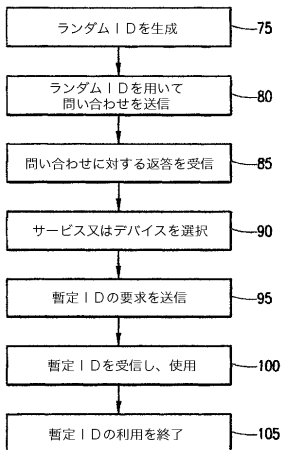 ランダムIDを生成
75
ランダムIDを用いて
問い合わせを送信
80
問い合わせに対する返答を受信
85
サービス又はデバイスを選択
90
暫定IDの要求を送信
95
暫定IDを受信し、使用
100
暫定IDの利用を終了
105